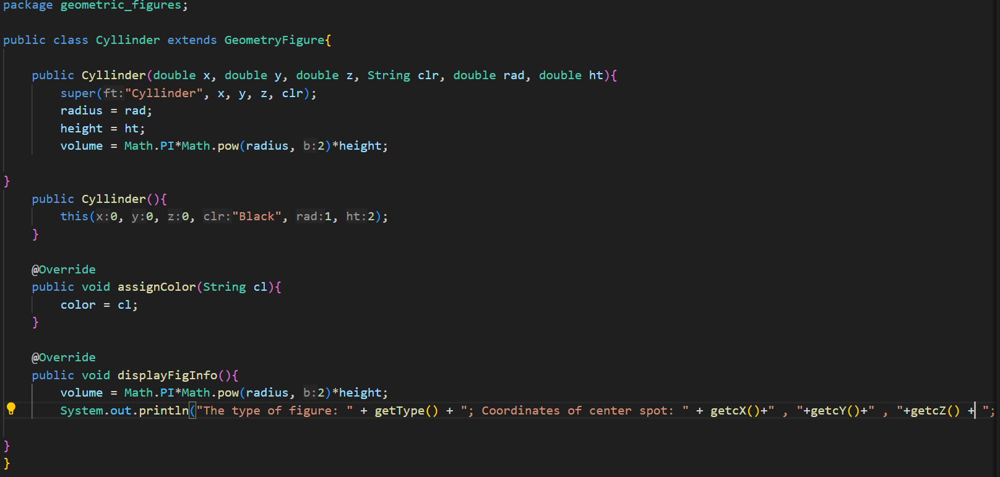 package geometric_figures;
public class Cyllinder extends GeometryFigure{
public Cyllinder(double x, double y, double z, String clr, double rad, double ht){
super(ft:"Cyllinder", x, y, z, clr);
radius = rad;
height = ht;
volume = Math.PI*Math.pow(radius, b:2)*height;
}
public Cyllinder(){
this(x:0, y:0, z:0, clr:"Black", rad:1, ht:2);
}
@Override
public void assignColor(String cl){
color = cl;
}
@Override
public void displayFigInfo(){
volume = Math.PI*Math.pow(radius, b:2)*height;
System.out.println("The type of figure: " + getType() + "; Coordinates of center spot: " + getcX()+" , "+getcY()+" , "+getcZ() + ";
}
}